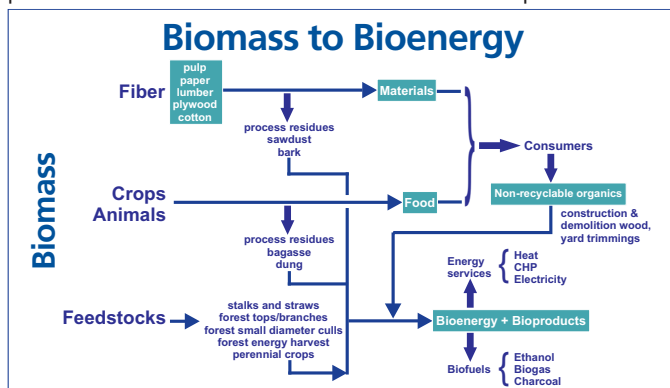 Biomass to Bioenergy
Biomass
Fiber
pulp
paper
lumber
plywood
cotton
Materials
process residues
sawdust
bark
Consumers
Crops
Animals
Food
Non-recyclable organics
construction &
demolition wood,
yard trimmings
process residues
bagasse
dung
Energy
services
Heat
CHP
Electricity
Feedstocks
stalks and straws
forest tops/branches
forest small diameter culls
forest energy harvest
perennial crops
Bioenergy + Bioproducts
Biofuels
Ethanol
Biogas
Charcoal